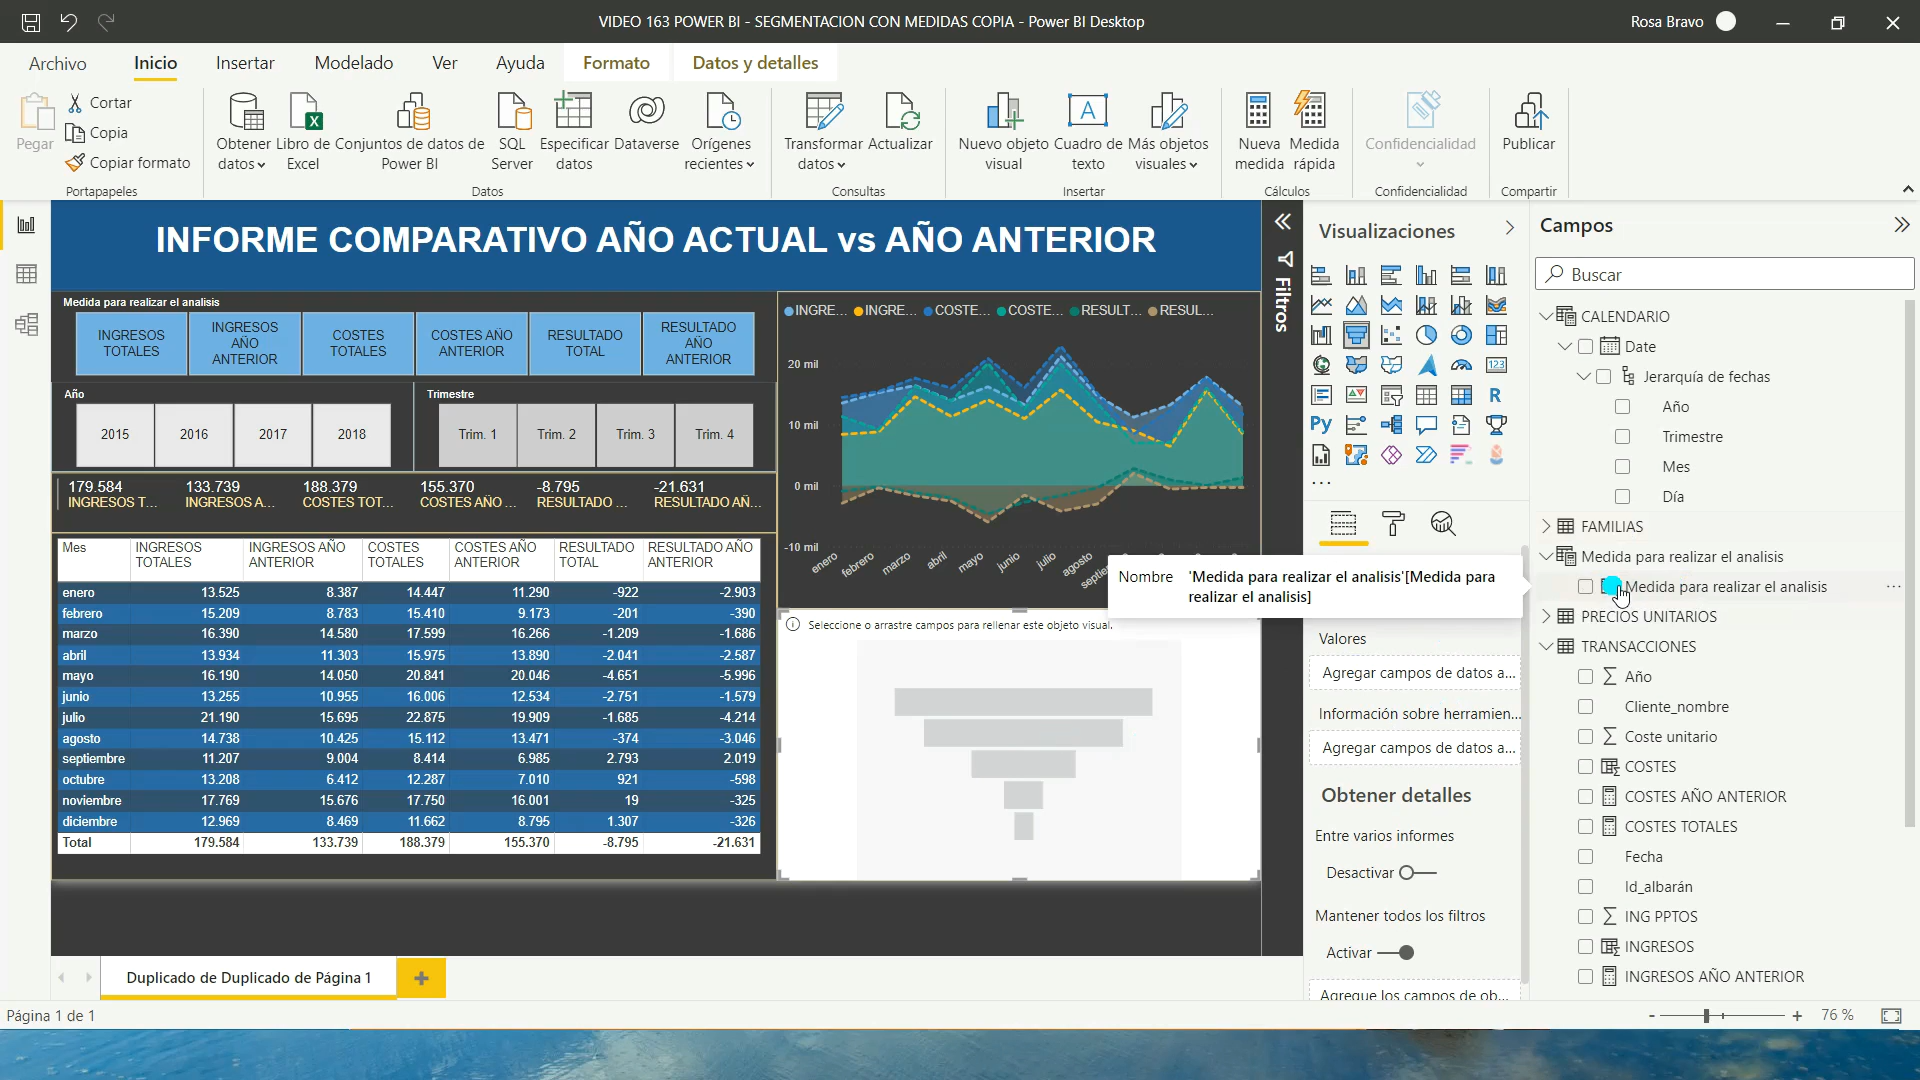 VIDEO 163 POWER BI - SEGMENTACION CON MEDIDAS COPIA - Power BI Desktop
Rosa Bravo
Archivo Inicio Insertar Modelado Ver Ayuda Formato Datos y detalles
Pegar
Cortar
Copia
Copiar formato
Portapapeles
Obtener datos
Libro de Excel
Conjuntos de datos de Power BI
SQL Server
Especificar datos
Dataverse
Orígenes recientes
Datos
Transformar datos
Actualizar
Consultas
Nuevo objeto visual
Cuadro de texto
Más objetos visuales
Insertar
Nueva medida
Medida rápida
Cálculos
Confidencialidad
Confidencialidad
Publicar
Compartir
INFORME COMPARATIVO AÑO ACTUAL vs AÑO ANTERIOR
Medida para realizar el analisis
INGRESOS TOTALES
INGRESOS AÑO ANTERIOR
COSTES TOTALES
COSTES AÑO ANTERIOR
RESULTADO TOTAL
RESULTADO AÑO ANTERIOR
Año
2015 2016 2017 2018
Trimestre
Trim. 1 Trim. 2 Trim. 3 Trim. 4
179.584 133.739 188.379 155.370 -8.795 -21.631
INGRESOS T... INGRESOS A... COSTES TOT... COSTES AÑO ... RESULTADO ... RESULTADO AÑ...
Mes INGRESOS TOTALES INGRESOS AÑO ANTERIOR COSTES TOTALES COSTES AÑO ANTERIOR RESULTADO TOTAL RESULTADO AÑO ANTERIOR
enero 13.525 8.387 14.447 11.290 -922 -2.903
febrero 15.209 8.783 15.410 9.173 -201 -390
marzo 16.390 14.580 17.599 16.266 -1.209 -1.686
abril 13.934 11.303 15.975 13.890 -2.041 -2.587
mayo 16.190 14.050 20.841 20.046 -4.651 -5.996
junio 13.255 10.955 16.006 12.534 -2.751 -1.579
julio 21.190 15.695 22.875 19.909 -1.685 -4.214
agosto 14.738 10.425 15.112 13.471 -374 -3.046
septiembre 11.207 9.004 8.414 6.985 2.793 2.019
octubre 13.208 6.412 12.287 7.010 921 -598
noviembre 17.769 15.676 17.750 16.001 19 -325
diciembre 12.969 8.469 11.662 8.795 1.307 -326
Total 179.584 133.739 188.379 155.370 -8.795 -21.631
INGRE... INGRE... COSTE... COSTE... RESULT... RESUL...
20 mil
10 mil
0 mil
-10 mil
enero febrero marzo abril mayo junio julio agosto
Seleccione o arrastre campos para rellenar este objeto visual.
Nombre 'Medida para realizar el analisis'[Medida para
realizar el analisis]
Filtros
Visualizaciones
R
Py
123
Valores
Agregar campos de datos a...
Información sobre herramien...
Agregar campos de datos a...
Obtener detalles
Entre varios informes
Desactivar
Mantener todos los filtros
Activar
Agregue los campos de ob...
Campos
Buscar
CALENDARIO
Date
Jerarquía de fechas
Año
Trimestre
Mes
Día
FAMILIAS
Medida para realizar el analisis
Medida para realizar el analisis
PRECIOS UNITARIOS
TRANSACCIONES
Año
Cliente_nombre
Coste unitario
COSTES
COSTES AÑO ANTERIOR
COSTES TOTALES
Fecha
Id_albarán
ING PPTOS
INGRESOS
INGRESOS AÑO ANTERIOR
Duplicado de Duplicado de Página 1
Página 1 de 1
76 %